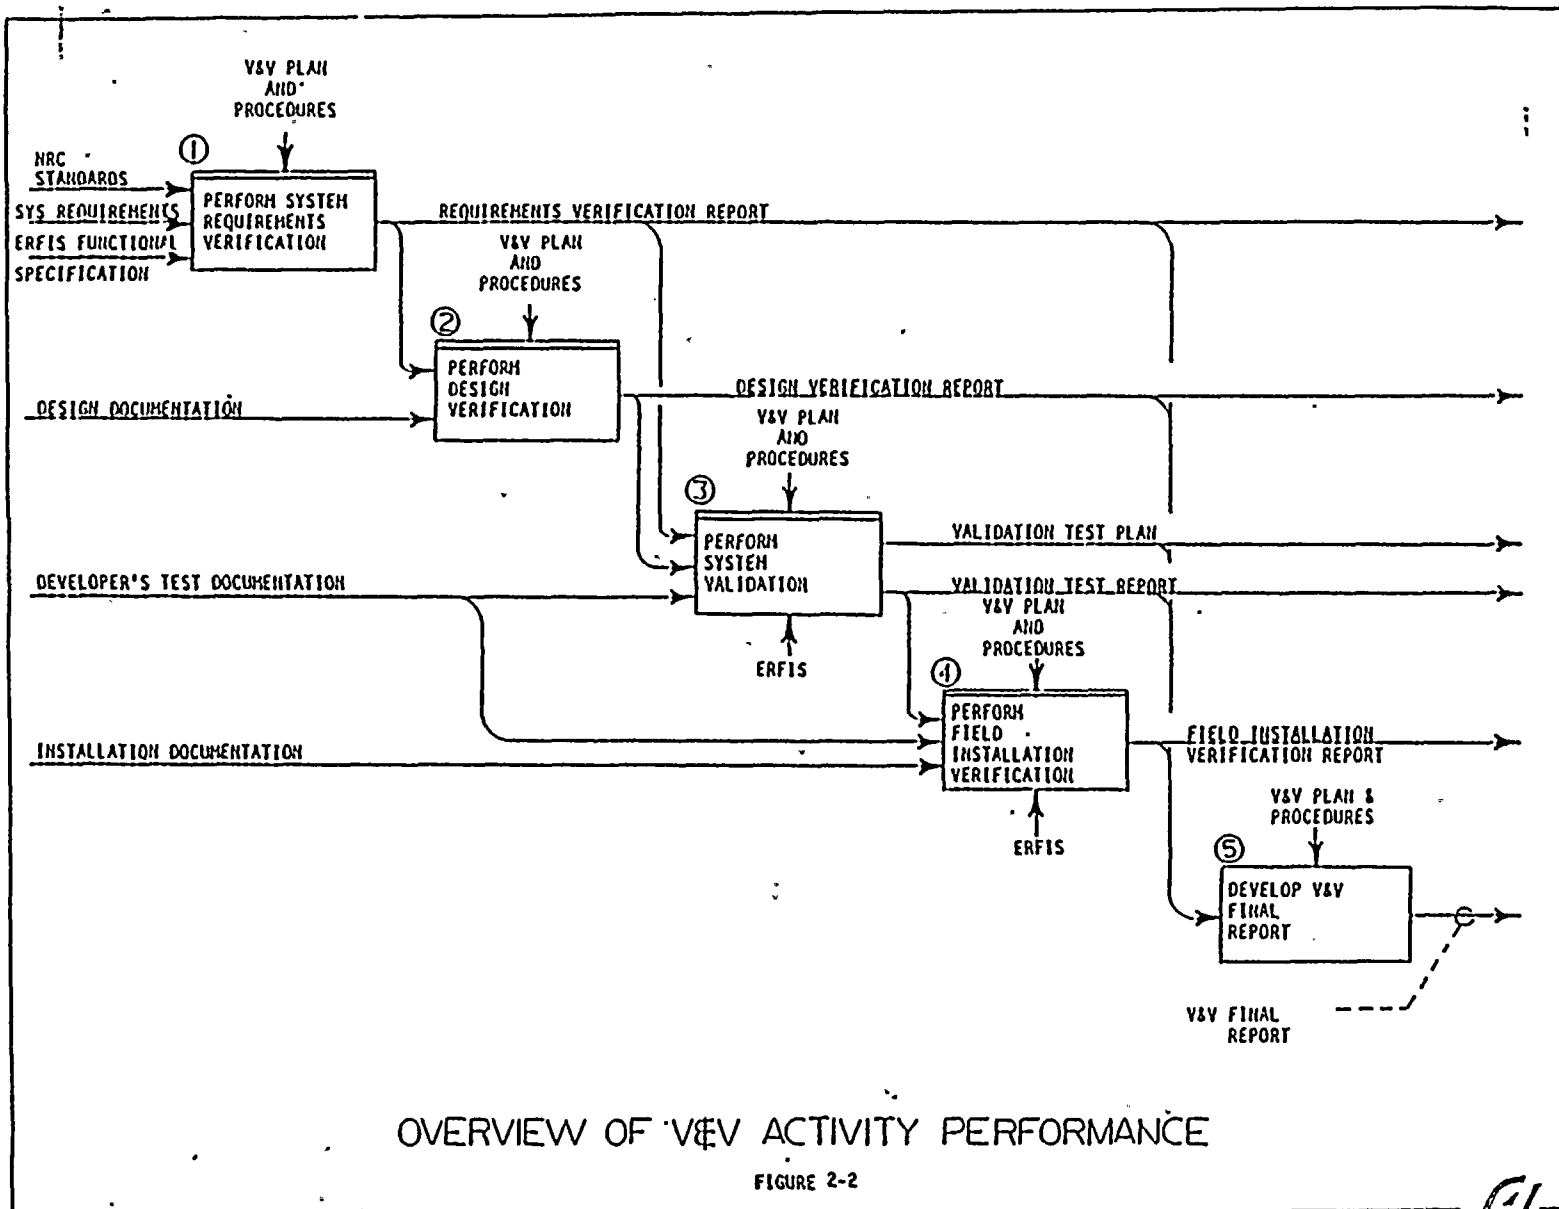 V&V PLAN
AND
PROCEDURES
1
NRC
STANDARDS
SYS REQUIREMENTS
ERFIS FUNCTIONAL
SPECIFICATION
PERFORM SYSTEM
REQUIREMENTS
VERIFICATION
REQUIREMENTS VERIFICATION REPORT
V&V PLAN
AND
PROCEDURES
2
PERFORM
DESIGN
VERIFICATION
DESIGN DOCUMENTATION
DESIGN VERIFICATION REPORT
V&V PLAN
AND
PROCEDURES
3
PERFORM
SYSTEM
VALIDATION
VALIDATION TEST PLAN
DEVELOPER'S TEST DOCUMENTATION
VALIDATION TEST REPORT
V&V PLAN
AND
PROCEDURES
ERFIS
4
PERFORM
FIELD
INSTALLATION
VERIFICATION
INSTALLATION DOCUMENTATION
FIELD INSTALLATION
VERIFICATION REPORT
ERFIS
V&V PLAN &
PROCEDURES
5
DEVELOP V&V
FINAL
REPORT
V&V FINAL
REPORT
OVERVIEW OF V&V ACTIVITY PERFORMANCE
FIGURE 2-2